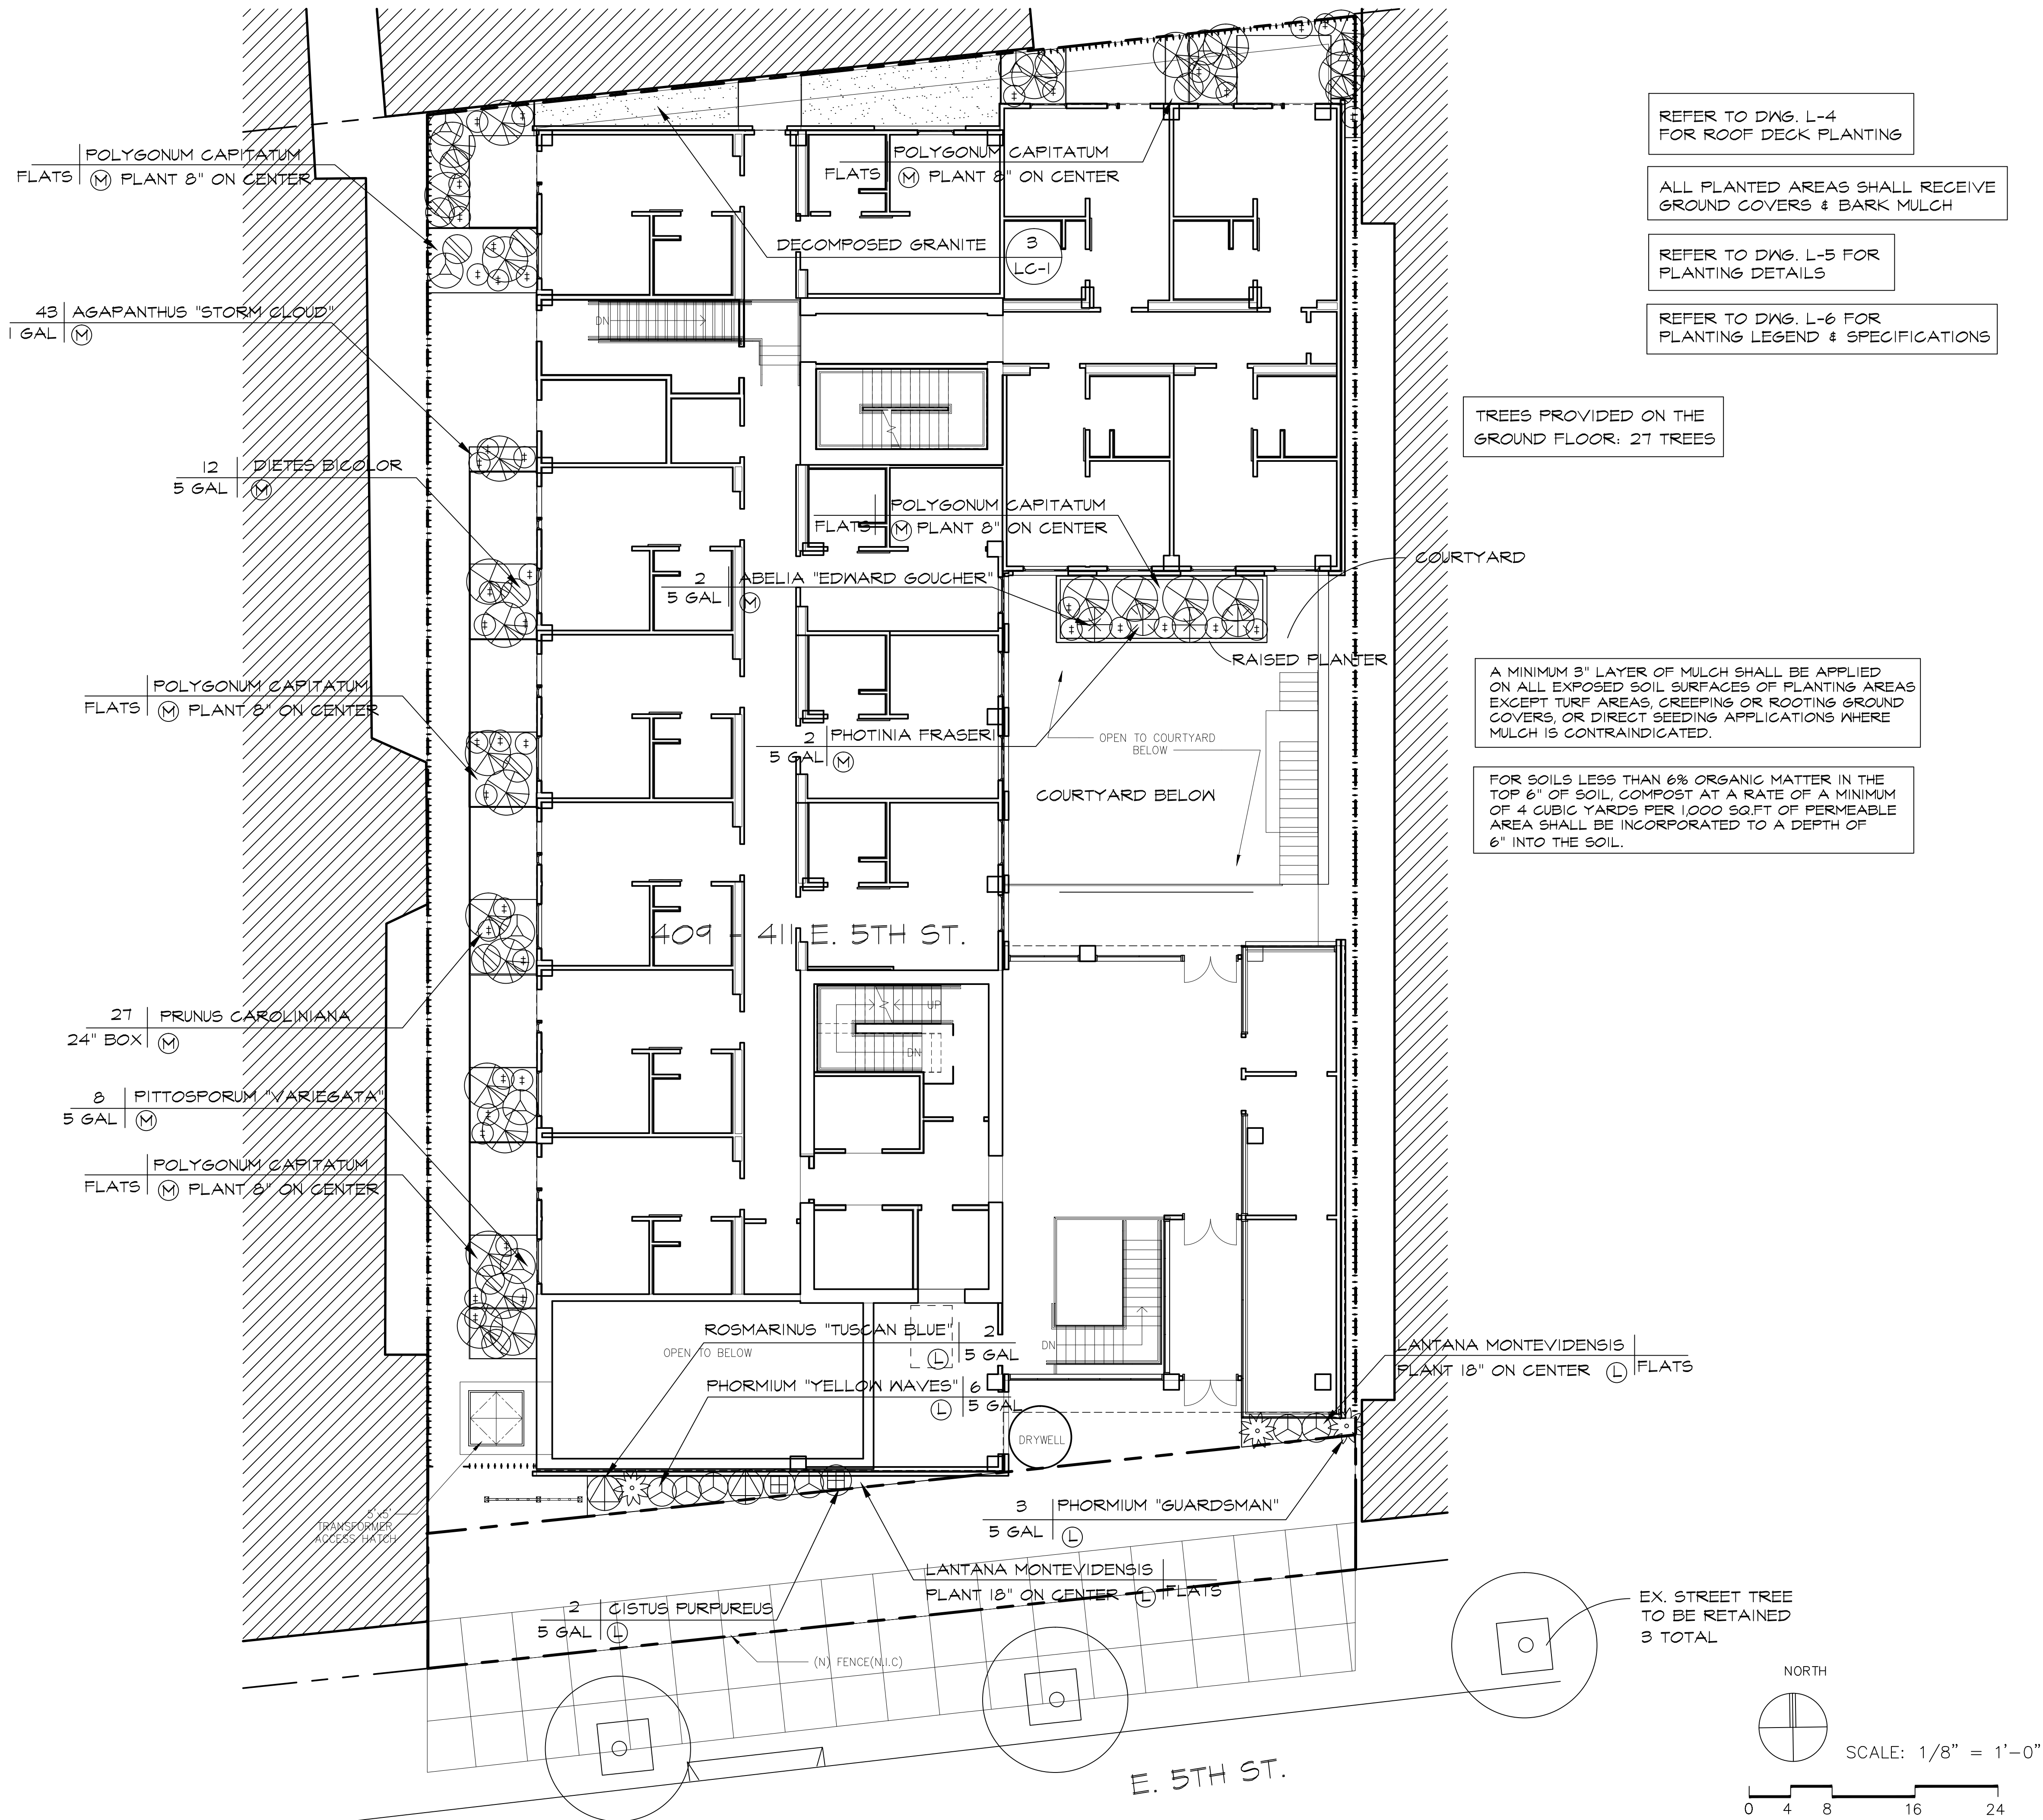 REFER TO DWG. L-4
FOR ROOF DECK PLANTING
ALL PLANTED AREAS SHALL RECEIVE
GROUND COVERS & BARK MULCH
REFER TO DWG. L-5 FOR
PLANTING DETAILS
REFER TO DWG. L-6 FOR
PLANTING LEGEND & SPECIFICATIONS
TREES PROVIDED ON THE
GROUND FLOOR: 27 TREES
A MINIMUM 3" LAYER OF MULCH SHALL BE APPLIED
ON ALL EXPOSED SOIL SURFACES OF PLANTING AREAS
EXCEPT TURF AREAS, CREEPING OR ROOTING GROUND
COVERS, OR DIRECT SEEDING APPLICATIONS WHERE
MULCH IS CONTRAINDICATED.
FOR SOILS LESS THAN 6% ORGANIC MATTER IN THE
TOP 6" OF SOIL, COMPOST AT A RATE OF A MINIMUM
OF 4 CUBIC YARDS PER 1,000 SQ.FT OF PERMEABLE
AREA SHALL BE INCORPORATED TO A DEPTH OF
6" INTO THE SOIL.
POLYGONUM CAPITATUM
FLATS M PLANT 8" ON CENTER
43 AGAPANTHUS "STORM CLOUD"
1 GAL M
12 DIETES BICOLOR
5 GAL M
POLYGONUM CAPITATUM
FLATS M PLANT 8" ON CENTER
27 PRUNUS CAROLINIANA
24" BOX M
8 PITTOSPORUM "VARIEGATA"
5 GAL M
POLYGONUM CAPITATUM
FLATS M PLANT 8" ON CENTER
POLYGONUM CAPITATUM
FLATS M PLANT 8" ON CENTER
DECOMPOSED GRANITE
3
LC-1
DN
POLYGONUM CAPITATUM
FLATS M PLANT 8" ON CENTER
2 ABELIA "EDWARD GOUCHER"
5 GAL M
COURTYARD
RAISED PLANTER
2 PHOTINIA FRASERI
5 GAL M
OPEN TO COURTYARD
BELOW
COURTYARD BELOW
409 - 411 E. 5TH ST.
UP
DN
ROSMARINUS "TUSCAN BLUE" 2
L 5 GAL
OPEN TO BELOW
DN
PHORMIUM "YELLOW WAVES" 6
L 5 GAL
LANTANA MONTEVIDENSIS
PLANT 18" ON CENTER L FLATS
DRYWELL
5'x5'
TRANSFORMER
ACCESS HATCH
3 PHORMIUM "GUARDSMAN"
5 GAL L
LANTANA MONTEVIDENSIS
PLANT 18" ON CENTER L FLATS
2 CISTUS PURPUREUS
5 GAL L
(N) FENCE(N.I.C)
EX. STREET TREE
TO BE RETAINED
3 TOTAL
E. 5TH ST.
NORTH
SCALE: 1/8" = 1'-0"
0 4 8 16 24